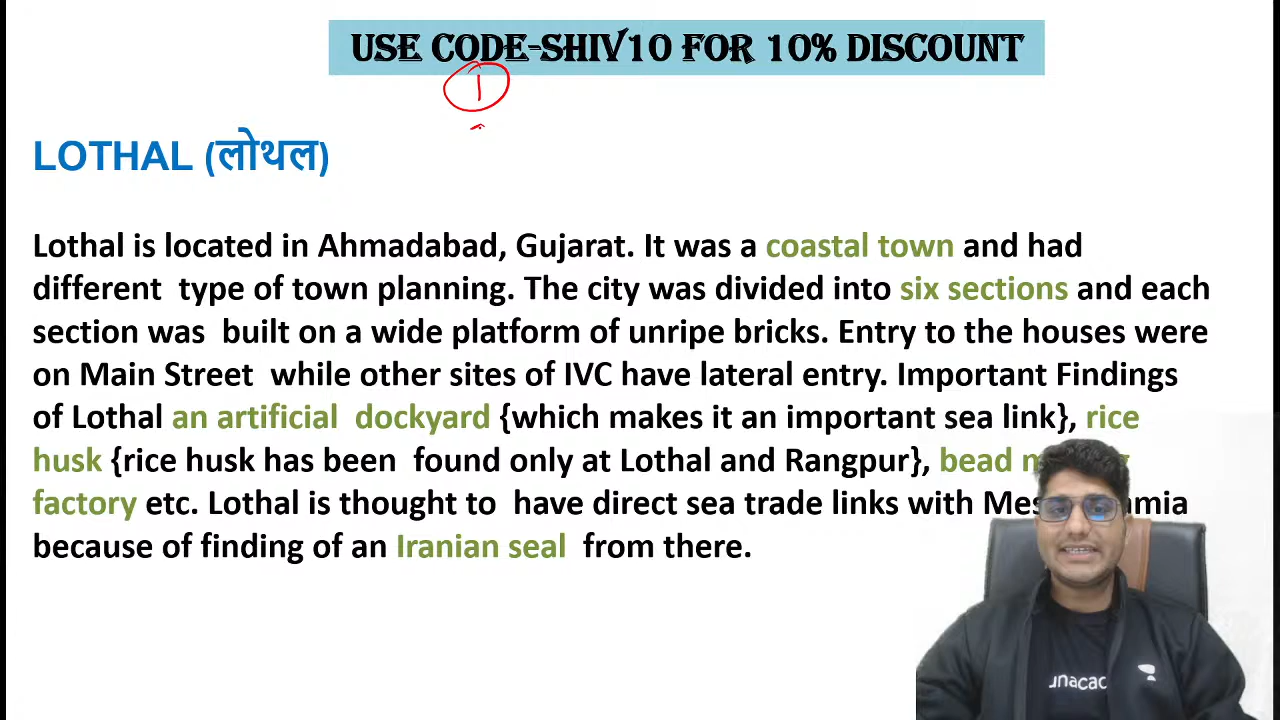 USE CODE-SHIV10 FOR 10% DISCOUNT
1
LOTHAL (लोथल)
Lothal is located in Ahmadabad, Gujarat. It was a coastal town and had
different type of town planning. The city was divided into six sections and each
section was built on a wide platform of unripe bricks. Entry to the houses were
on Main Street while other sites of IVC have lateral entry. Important Findings
of Lothal an artificial dockyard {which makes it an important sea link}, rice
husk {rice husk has been found only at Lothal and Rangpur}, bead
factory etc. Lothal is thought to have direct sea trade links with
because of finding of an Iranian seal from there.
unacad